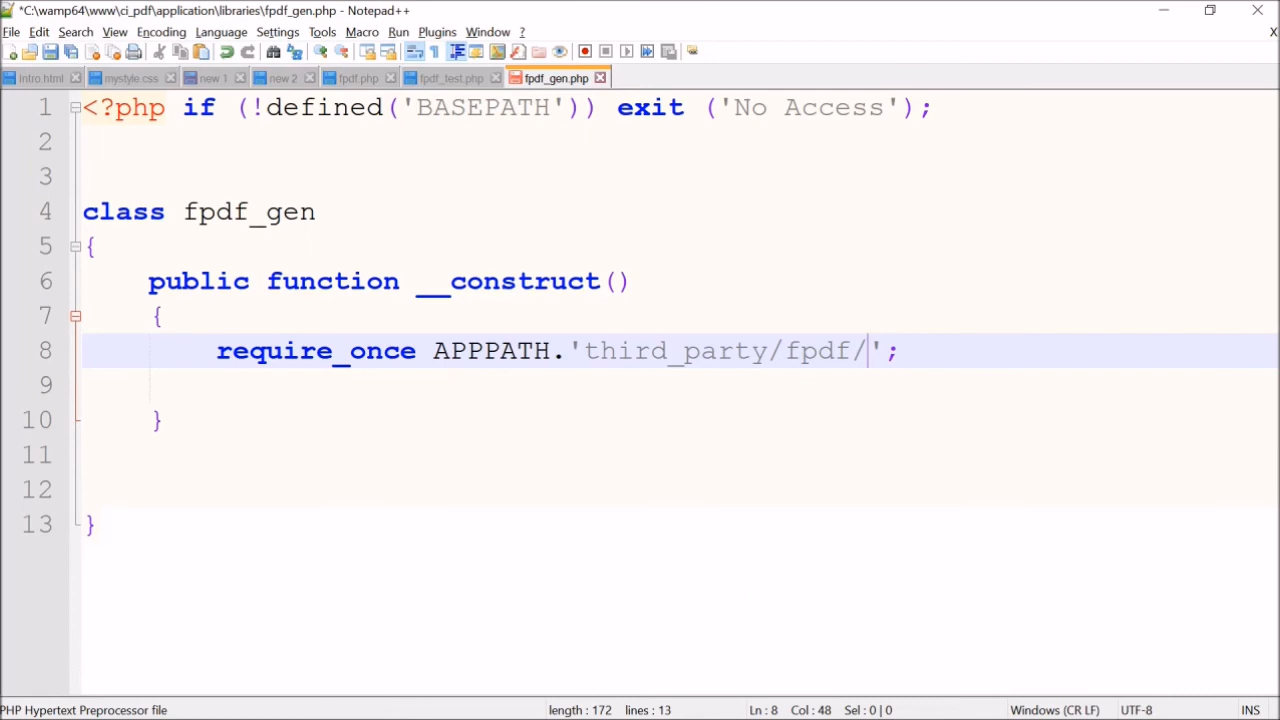 *C:\wamp64\www\ci_pdf\application\libraries\fpdf_gen.php - Notepad++
File Edit Search View Encoding Language Settings Tools Macro Run Plugins Window ? X
Intro.html mystyle.css new 1 new 2 fpdf.php fpdf_test.php fpdf_gen.php
1 <?php if (!defined('BASEPATH')) exit ('No Access');
2
3
4 class fpdf_gen
5 {
6 public function __construct()
7 {
8 require_once APPPATH.'third_party/fpdf/';
9
10 }
11
12
13 }
PHP Hypertext Preprocessor file length : 172 lines : 13 Ln : 8 Col : 48 Sel : 0 | 0 Windows (CR LF) UTF-8 INS